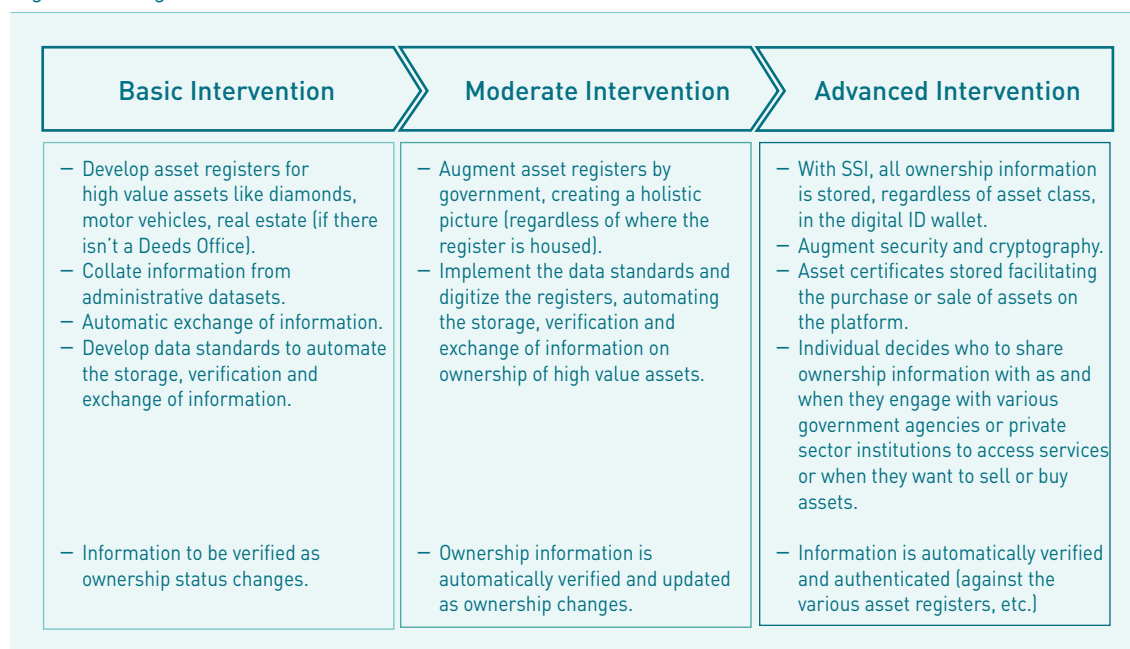 Basic Intervention
Moderate Intervention
Advanced Intervention
— Develop asset registers for
high value assets like diamonds,
motor vehicles, real estate (if there
isn't a Deeds Office).
— Collate information from
administrative datasets.
— Automatic exchange of information.
— Develop data standards to automate
the storage, verification and
exchange of information.
— Information to be verified as
ownership status changes.
— Augment asset registers by
government, creating a holistic
picture (regardless of where the
register is housed).
— Implement the data standards and
digitize the registers, automating
the storage, verification and
exchange of information on
ownership of high value assets.
— Ownership information is
automatically verified and updated
as ownership changes.
— With SSI, all ownership information
is stored, regardless of asset class,
in the digital ID wallet.
— Augment security and cryptography.
— Asset certificates stored facilitating
the purchase or sale of assets on
the platform.
— Individual decides who to share
ownership information with as and
when they engage with various
government agencies or private
sector institutions to access services
or when they want to sell or buy
assets.
— Information is automatically verified
and authenticated (against the
various asset registers, etc.)